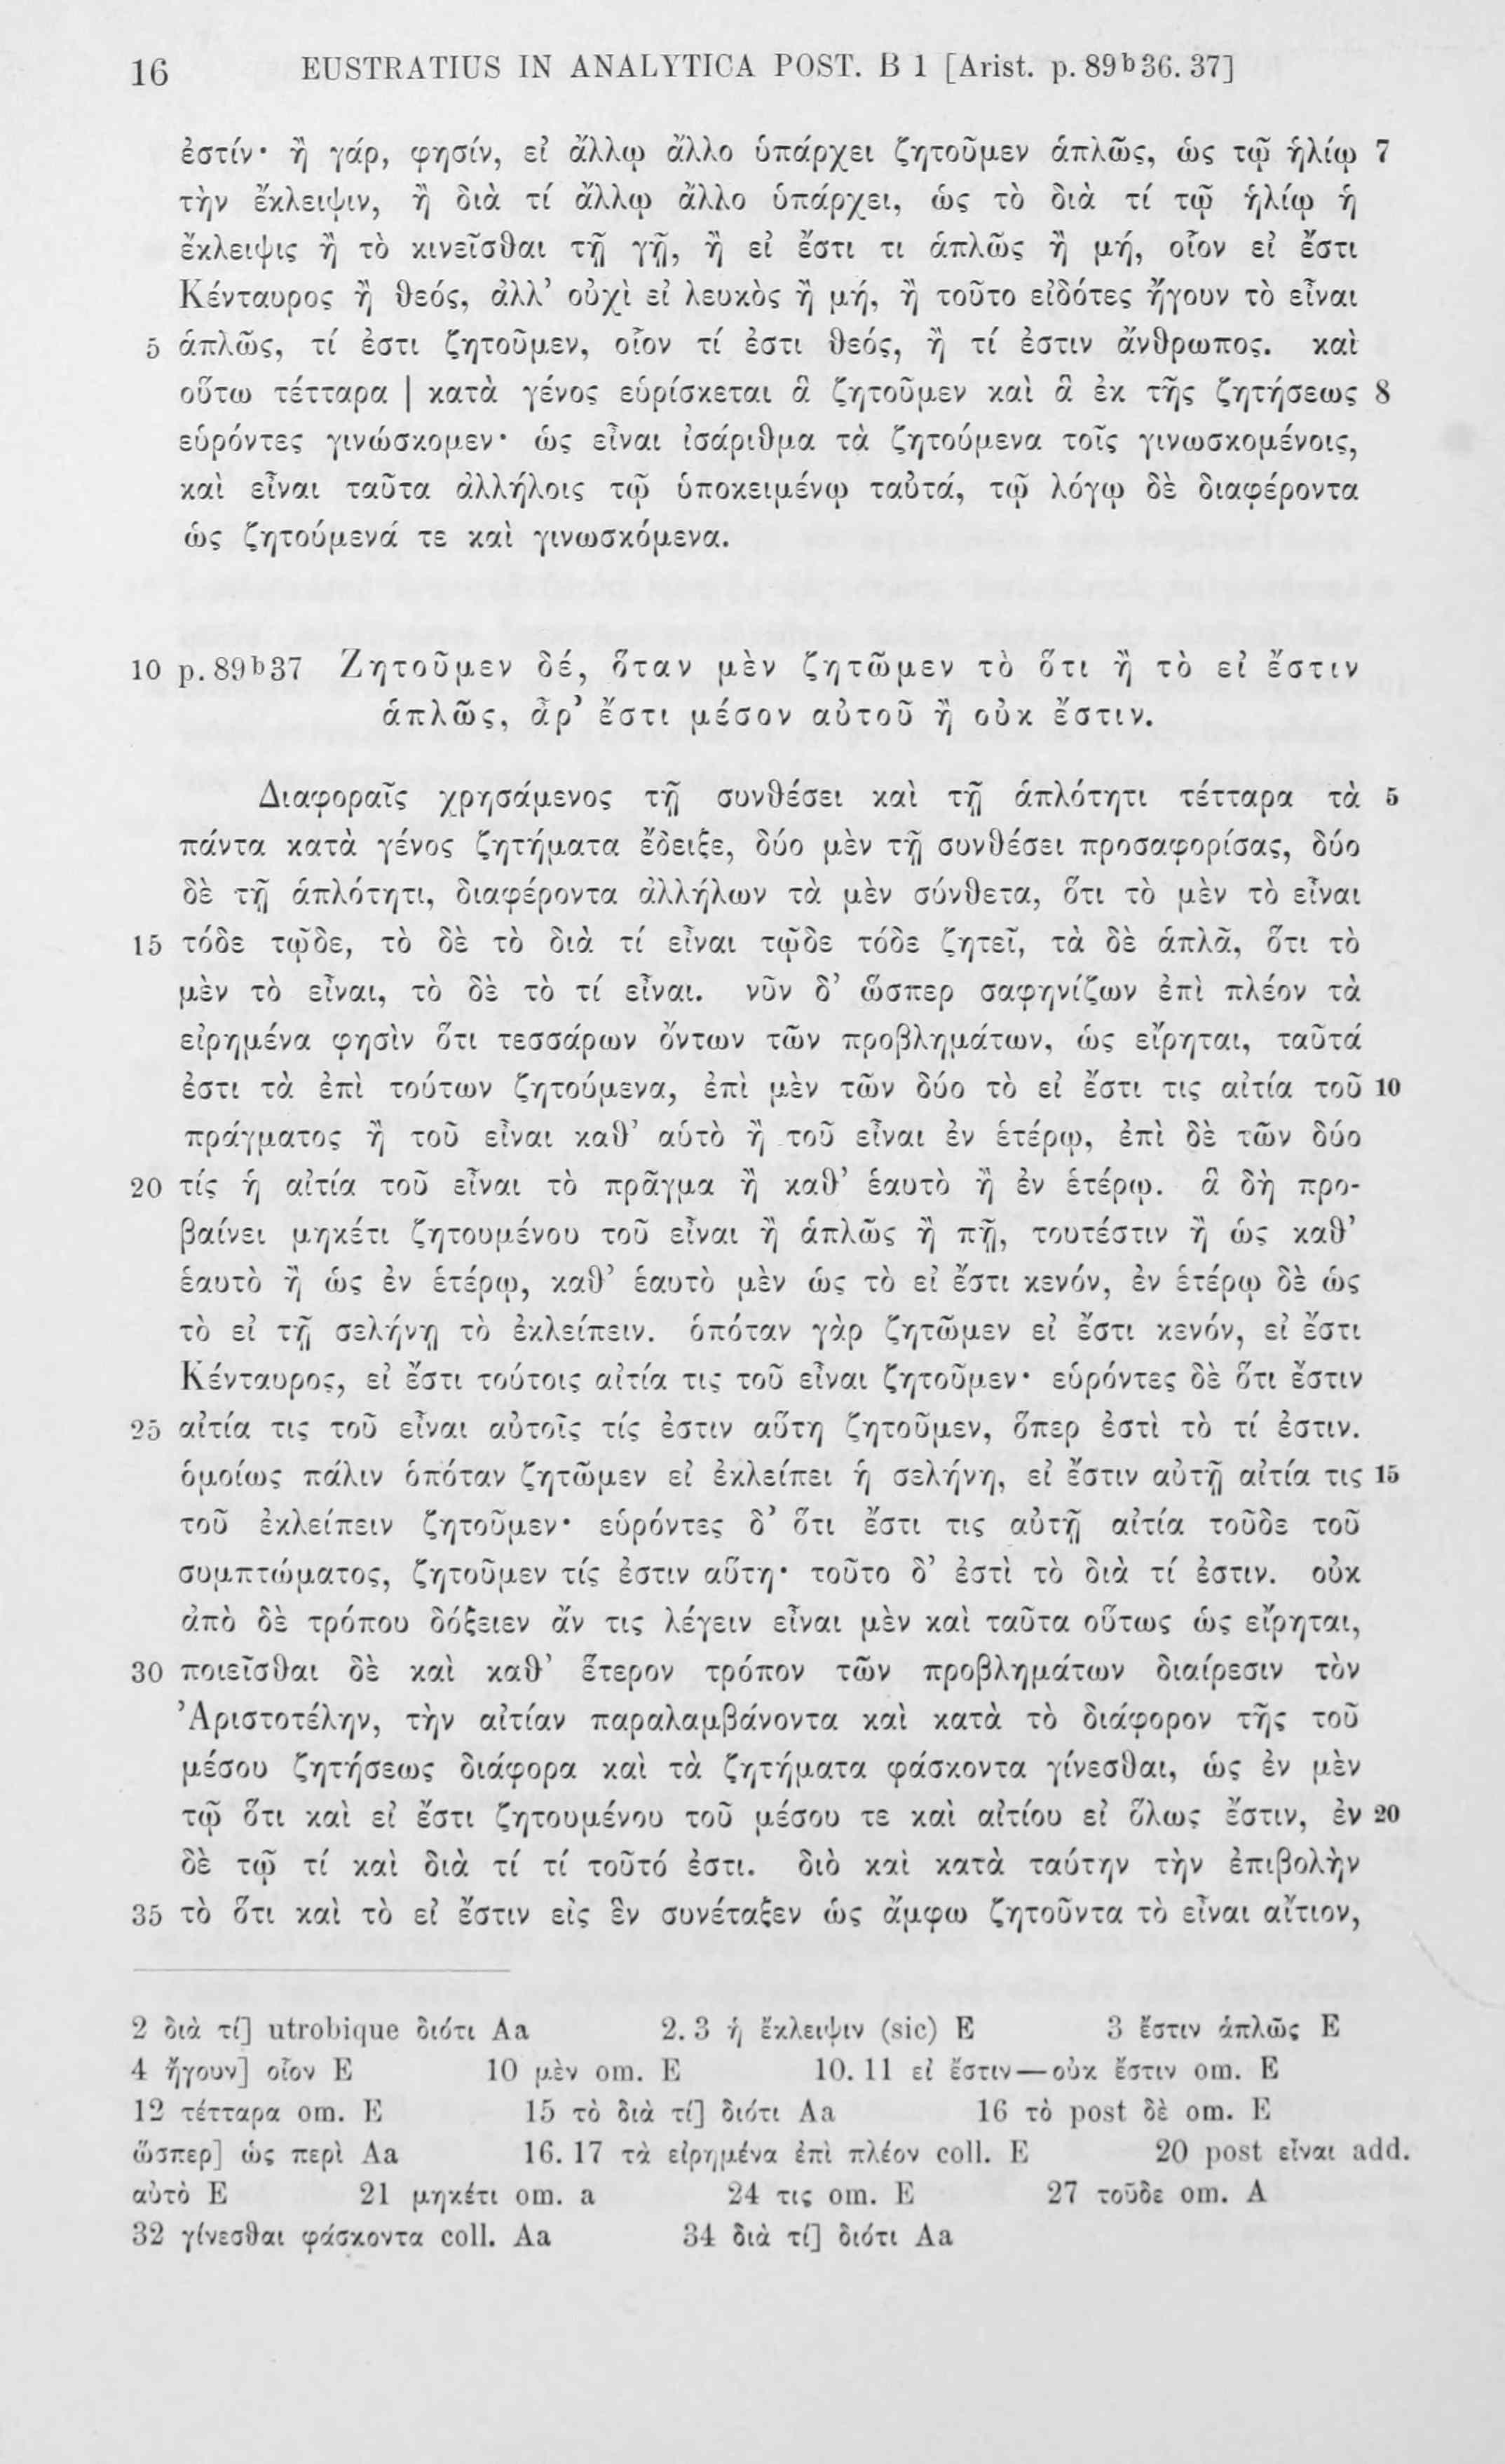 16 EUSTRATIUS IN ANALYTICA POST. B 1 [Arist. p. 89ᵇ36. 37]
ἐστίν· ἢ γάρ, φησίν, εἰ ἄλλῳ ἄλλο ὑπάρχει ζητοῦμεν ἁπλῶς, ὡς τῷ ἡλίῳ 7
τὴν ἔκλειψιν, ἢ διὰ τί ἄλλῳ ἄλλο ὑπάρχει, ὡς τὸ διὰ τί τῷ ἡλίῳ ἡ
ἔκλειψις ἢ τὸ κινεῖσθαι τῇ γῇ, ἢ εἰ ἔστι τι ἁπλῶς ἢ μή, οἷον εἰ ἔστι
Κένταυρος ἢ θεός, ἀλλ’ οὐχὶ εἰ λευκὸς ἢ μή, ἢ τοῦτο εἰδότες ἤγουν τὸ εἶναι
5 ἁπλῶς, τί ἐστι ζητοῦμεν, οἷον τί ἐστι θεός, ἢ τί ἐστιν ἄνθρωπος. καὶ
οὕτω τέτταρα | κατὰ γένος εὑρίσκεται ἃ ζητοῦμεν καὶ ἃ ἐκ τῆς ζητήσεως 8
εὑρόντες γινώσκομεν· ὡς εἶναι ἰσάριθμα τὰ ζητούμενα τοῖς γινωσκομένοις,
καὶ εἶναι ταῦτα ἀλλήλοις τῷ ὑποκειμένῳ ταὐτά, τῷ λόγῳ δὲ διαφέροντα
ὡς ζητούμενά τε καὶ γινωσκόμενα.
10 p. 89ᵇ37 Ζητοῦμεν δέ, ὅταν μὲν ζητῶμεν τὸ ὅτι ἢ τὸ εἰ ἔστιν
ἁπλῶς, ἆρ’ ἔστι μέσον αὐτοῦ ἢ οὐκ ἔστιν.
Διαφοραῖς χρησάμενος τῇ συνθέσει καὶ τῇ ἁπλότητι τέτταρα τὰ 5
πάντα κατὰ γένος ζητήματα ἔδειξε, δύο μὲν τῇ συνθέσει προσαφορίσας, δύο
δὲ τῇ ἁπλότητι, διαφέροντα ἀλλήλων τὰ μὲν σύνθετα, ὅτι τὸ μὲν τὸ εἶναι
15 τόδε τῷδε, τὸ δὲ τὸ διὰ τί εἶναι τῷδε τόδε ζητεῖ, τὰ δὲ ἁπλᾶ, ὅτι τὸ
μὲν τὸ εἶναι, τὸ δὲ τὸ τί εἶναι. νῦν δ’ ὥσπερ σαφηνίζων ἐπὶ πλέον τὰ
εἰρημένα φησὶν ὅτι τεσσάρων ὄντων τῶν προβλημάτων, ὡς εἴρηται, ταῦτά
ἐστι τὰ ἐπὶ τούτων ζητούμενα, ἐπὶ μὲν τῶν δύο τὸ εἰ ἔστι τις αἰτία τοῦ 10
πράγματος ἢ τοῦ εἶναι καθ’ αὑτὸ ἢ τοῦ εἶναι ἐν ἑτέρῳ, ἐπὶ δὲ τῶν δύο
20 τίς ἡ αἰτία τοῦ εἶναι τὸ πρᾶγμα ἢ καθ’ ἑαυτὸ ἢ ἐν ἑτέρῳ. ἃ δὴ προ-
βαίνει μηκέτι ζητουμένου τοῦ εἶναι ἢ ἁπλῶς ἢ πῇ, τουτέστιν ἢ ὡς καθ’
ἑαυτὸ ἢ ὡς ἐν ἑτέρῳ, καθ’ ἑαυτὸ μὲν ὡς τὸ εἰ ἔστι κενόν, ἐν ἑτέρῳ δὲ ὡς
τὸ εἰ τῇ σελήνῃ τὸ ἐκλείπειν. ὁπόταν γὰρ ζητῶμεν εἰ ἔστι κενόν, εἰ ἔστι
Κένταυρος, εἰ ἔστι τούτοις αἰτία τις τοῦ εἶναι ζητοῦμεν· εὑρόντες δὲ ὅτι ἔστιν
25 αἰτία τις τοῦ εἶναι αὐτοῖς τίς ἐστιν αὕτη ζητοῦμεν, ὅπερ ἐστὶ τὸ τί ἐστιν.
ὁμοίως πάλιν ὁπόταν ζητῶμεν εἰ ἐκλείπει ἡ σελήνη, εἰ ἔστιν αὐτῇ αἰτία τις 15
τοῦ ἐκλείπειν ζητοῦμεν· εὑρόντες δ’ ὅτι ἔστι τις αὐτῇ αἰτία τοῦδε τοῦ
συμπτώματος, ζητοῦμεν τίς ἐστιν αὕτη· τοῦτο δ’ ἐστὶ τὸ διὰ τί ἐστιν. οὐκ
ἀπὸ δὲ τρόπου δόξειεν ἄν τις λέγειν εἶναι μὲν καὶ ταῦτα οὕτως ὡς εἴρηται,
30 ποιεῖσθαι δὲ καὶ καθ’ ἕτερον τρόπον τῶν προβλημάτων διαίρεσιν τὸν
Ἀριστοτέλην, τὴν αἰτίαν παραλαμβάνοντα καὶ κατὰ τὸ διάφορον τῆς τοῦ
μέσου ζητήσεως διάφορα καὶ τὰ ζητήματα φάσκοντα γίνεσθαι, ὡς ἐν μὲν
τῷ ὅτι καὶ εἰ ἔστι ζητουμένου τοῦ μέσου τε καὶ αἰτίου εἰ ὅλως ἔστιν, ἐν 20
δὲ τῷ τί καὶ διὰ τί τί τοῦτό ἐστι. διὸ καὶ κατὰ ταύτην τὴν ἐπιβολὴν
35 τὸ ὅτι καὶ τὸ εἰ ἔστιν εἰς ἓν συνέταξεν ὡς ἄμφω ζητοῦντα τὸ εἶναι αἴτιον,
2 διὰ τί] utrobique διότι Aa 2. 3 ἡ ἔκλειψιν (sic) E 3 ἔστιν ἁπλῶς E
4 ἤγουν] οἷον E 10 μὲν om. E 10. 11 εἰ ἔστιν—οὐκ ἔστιν om. E
12 τέτταρα om. E 15 τὸ διὰ τί] διότι Aa 16 τὸ post δὲ om. E
ὥσπερ] ὡς περὶ Aa 16. 17 τὰ εἰρημένα ἐπὶ πλέον coll. E 20 post εἶναι add.
αὐτὸ E 21 μηκέτι om. a 24 τις om. E 27 τοῦδε om. A
32 γίνεσθαι φάσκοντα coll. Aa 34 διὰ τί] διότι Aa